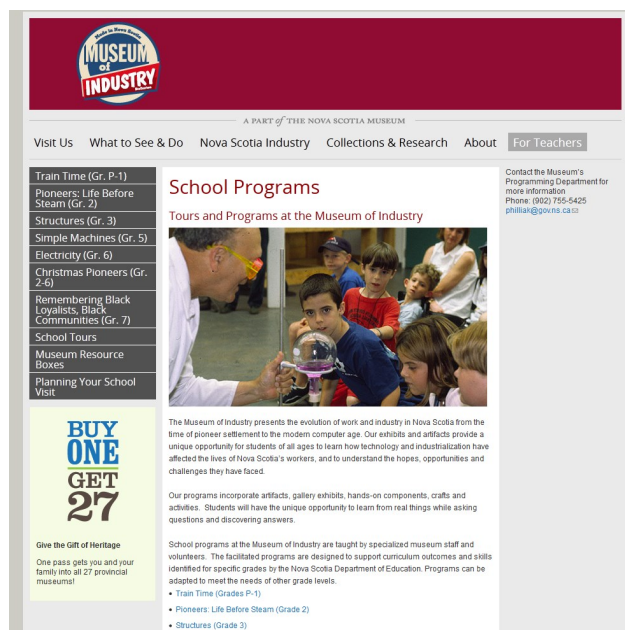 Made in Nova Scotia
MUSEUM
of
INDUSTRY
A PART of THE NOVA SCOTIA MUSEUM
Visit Us What to See & Do Nova Scotia Industry Collections & Research About For Teachers
Train Time (Gr. P-1)
Pioneers: Life Before
Steam (Gr. 2)
Structures (Gr. 3)
Simple Machines (Gr. 5)
Electricity (Gr. 6)
Christmas Pioneers (Gr.
2-6)
Remembering Black
Loyalists, Black
Communities (Gr. 7)
School Tours
Museum Resource
Boxes
Planning Your School
Visit
BUY
ONE
GET
27
Give the Gift of Heritage
One pass gets you and your
family into all 27 provincial
museums!
School Programs
Tours and Programs at the Museum of Industry
The Museum of Industry presents the evolution of work and industry in Nova Scotia from the
time of pioneer settlement to the modern computer age. Our exhibits and artifacts provide a
unique opportunity for students of all ages to learn how technology and industrialization have
affected the lives of Nova Scotia's workers, and to understand the hopes, opportunities and
challenges they have faced.
Our programs incorporate artifacts, gallery exhibits, hands-on components, crafts and
activities. Students will have the unique opportunity to learn from real things while asking
questions and discovering answers.
School programs at the Museum of Industry are taught by specialized museum staff and
volunteers. The facilitated programs are designed to support curriculum outcomes and skills
identified for specific grades by the Nova Scotia Department of Education. Programs can be
adapted to meet the needs of other grade levels.
• Train Time (Grades P-1)
• Pioneers: Life Before Steam (Grade 2)
• Structures (Grade 3)
Contact the Museum's
Programming Department for
more information
Phone: (902) 755-5425
philliak@gov.ns.ca